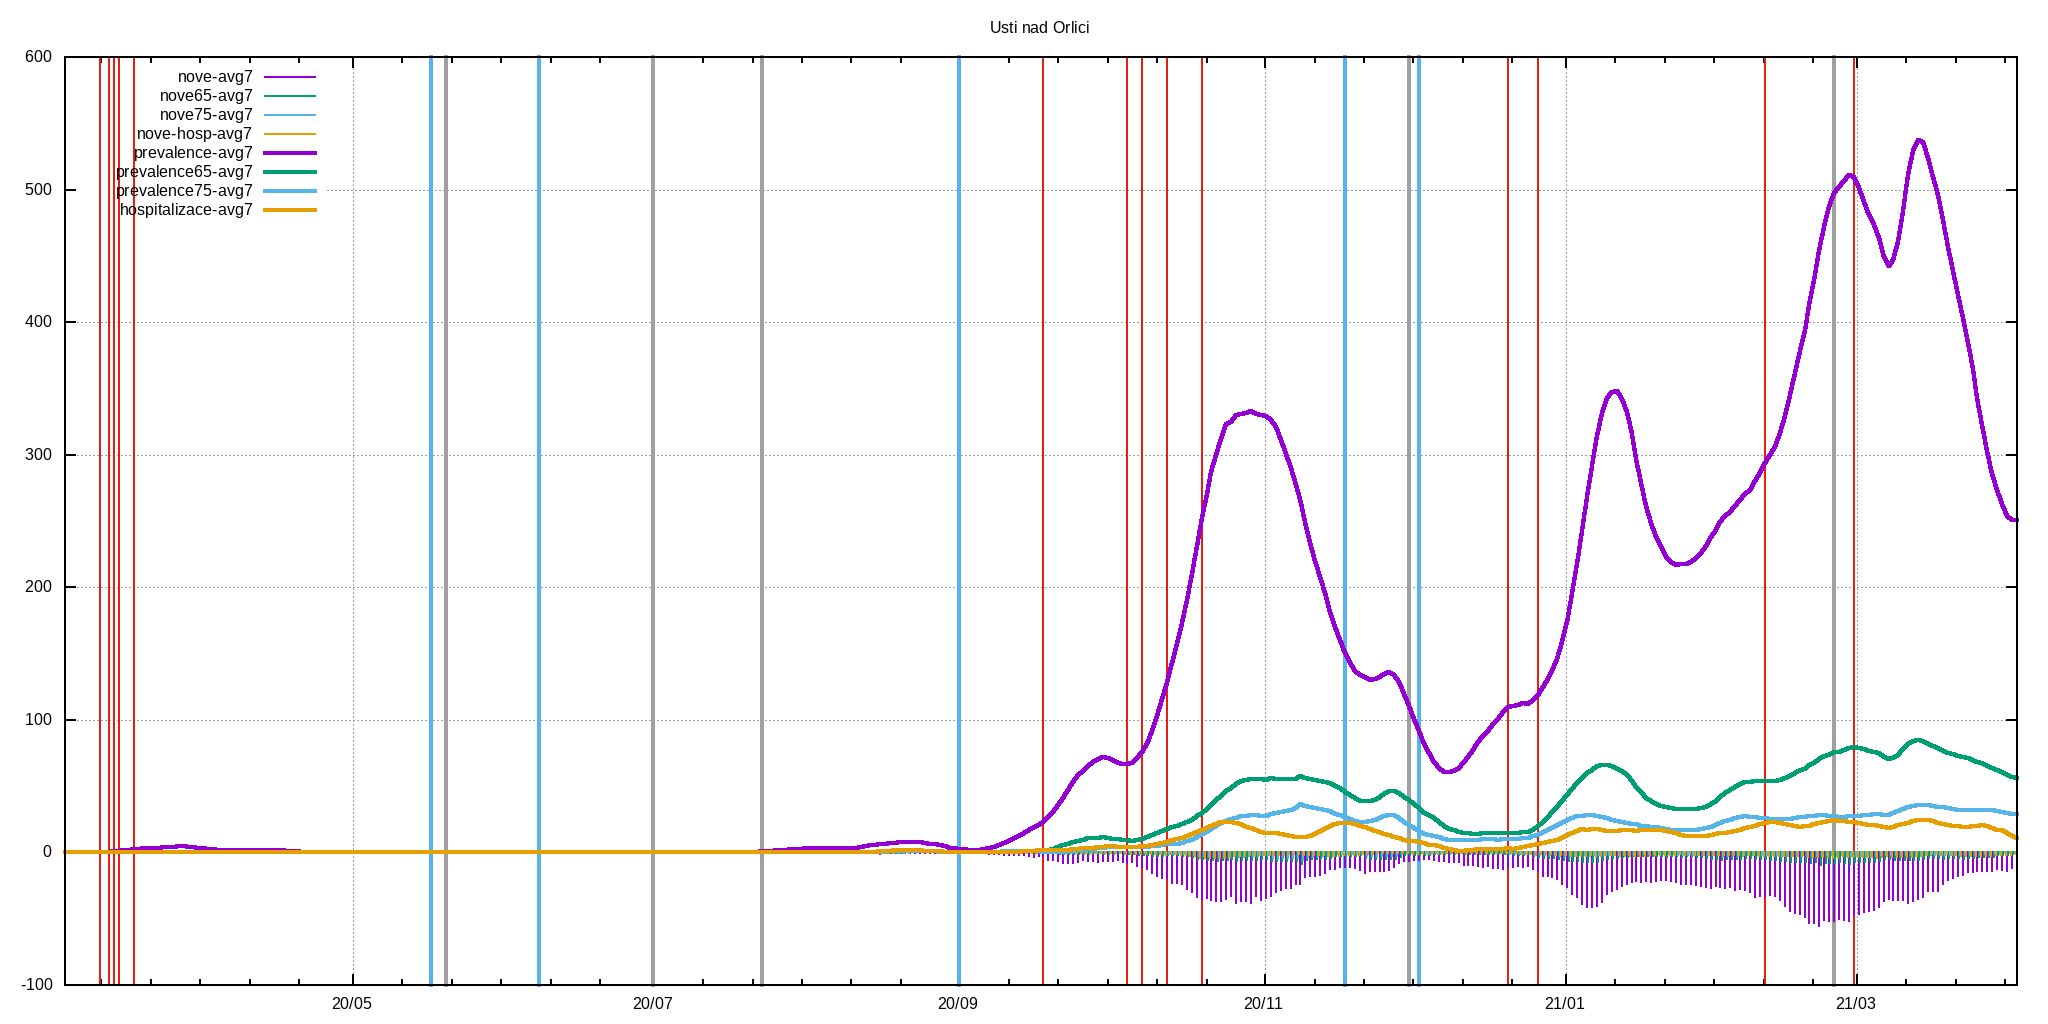 Usti nad Orlici
600
nove-avg7
nove65-avg7
nove75-avg7
nove-hosp-avg7
prevalence-avg7
prevalence65-avg7
prevalence75-avg7
hospitalizace-avg7
500
400
300
200
100
0
-100
20/05 20/07 20/09 20/11 21/01 21/03